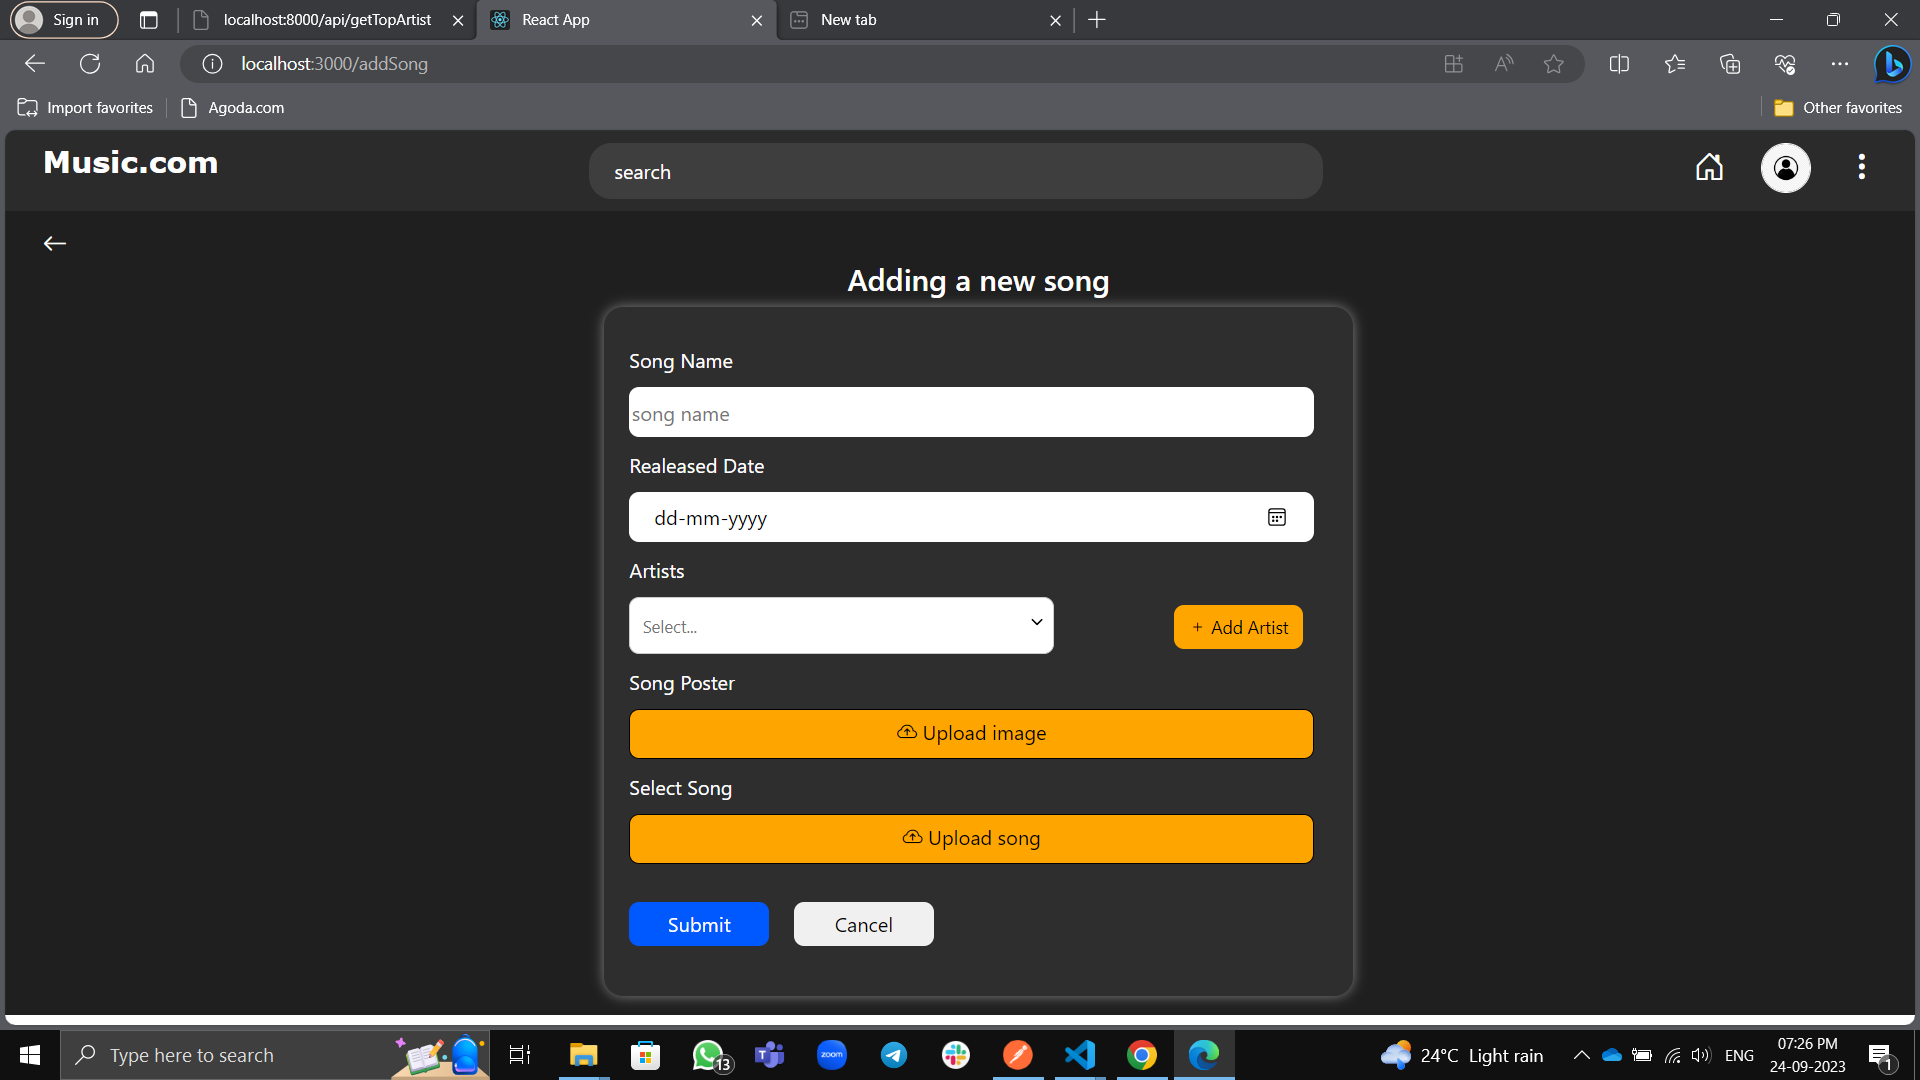 Sign in
localhost:8000/api/getTopArtist
React App
New tab
localhost:3000/addSong
Import favorites
Agoda.com
Other favorites
Music.com
search
Adding a new song
Song Name
song name
Realeased Date
dd-mm-yyyy
Artists
Select...
+ Add Artist
Song Poster
Upload image
Select Song
Upload song
Submit
Cancel
Type here to search
13
zoom
24°C Light rain
ENG
07:26 PM
24-09-2023
1